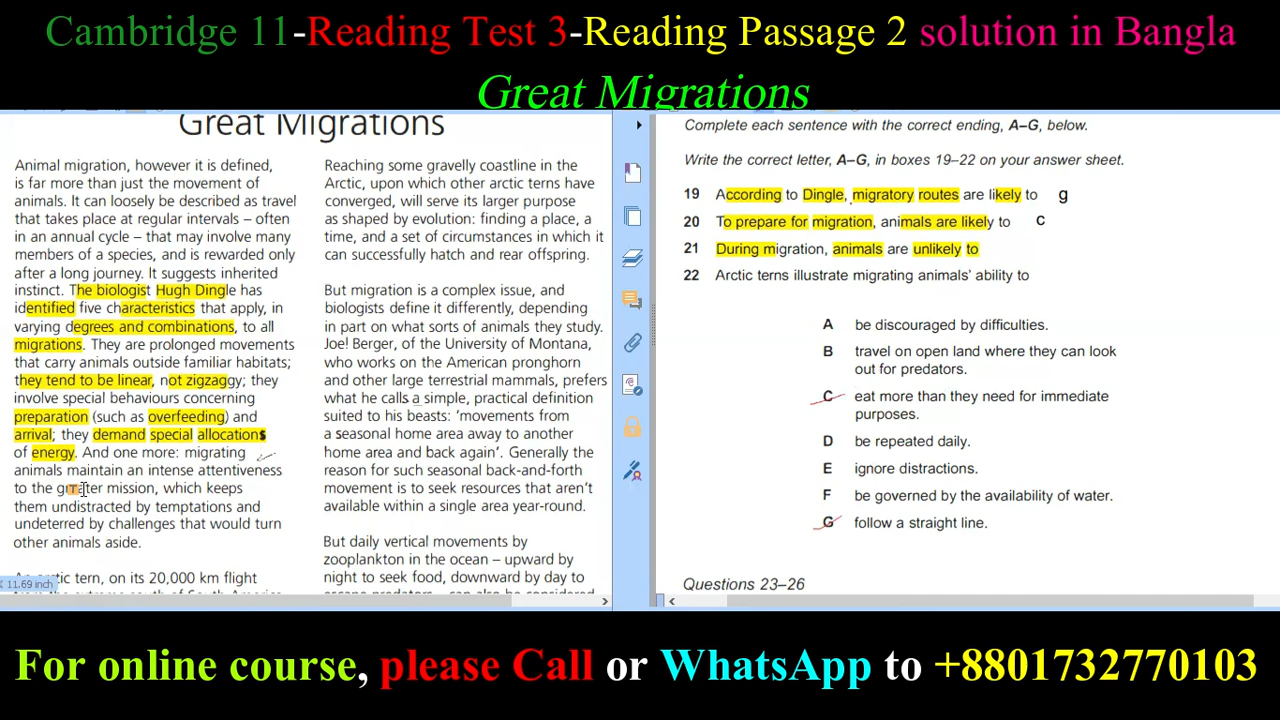 Cambridge 11-Reading Test 3-Reading Passage 2 solution in Bangla
Great Migrations
Great Migrations
Animal migration, however it is defined,
is far more than just the movement of
animals. It can loosely be described as travel
that takes place at regular intervals – often
in an annual cycle – that may involve many
members of a species, and is rewarded only
after a long journey. It suggests inherited
instinct. The biologist Hugh Dingle has
identified five characteristics that apply, in
varying degrees and combinations, to all
migrations. They are prolonged movements
that carry animals outside familiar habitats;
they tend to be linear, not zigzaggy; they
involve special behaviours concerning
preparation (such as overfeeding) and
arrival; they demand special allocations
of energy. And one more: migrating
animals maintain an intense attentiveness
to the greater mission, which keeps
them undistracted by temptations and
undeterred by challenges that would turn
other animals aside.
tic tern, on its 20,000 km flight
11.69 inch
Reaching some gravelly coastline in the
Arctic, upon which other arctic terns have
converged, will serve its larger purpose
as shaped by evolution: finding a place, a
time, and a set of circumstances in which it
can successfully hatch and rear offspring.
But migration is a complex issue, and
biologists define it differently, depending
in part on what sorts of animals they study.
Joe! Berger, of the University of Montana,
who works on the American pronghorn
and other large terrestrial mammals, prefers
what he calls a simple, practical definition
suited to his beasts: 'movements from
a seasonal home area away to another
home area and back again'. Generally the
reason for such seasonal back-and-forth
movement is to seek resources that aren't
available within a single area year-round.
But daily vertical movements by
zooplankton in the ocean – upward by
night to seek food, downward by day to
escape predators – can also be considered
Complete each sentence with the correct ending, A–G, below.
Write the correct letter, A–G, in boxes 19–22 on your answer sheet.
19 According to Dingle, migratory routes are likely to g
20 To prepare for migration, animals are likely to c
21 During migration, animals are unlikely to
22 Arctic terns illustrate migrating animals' ability to
A be discouraged by difficulties.
B travel on open land where they can look
out for predators.
C eat more than they need for immediate
purposes.
D be repeated daily.
E ignore distractions.
F be governed by the availability of water.
G follow a straight line.
Questions 23–26
For online course, please Call or WhatsApp to +8801732770103